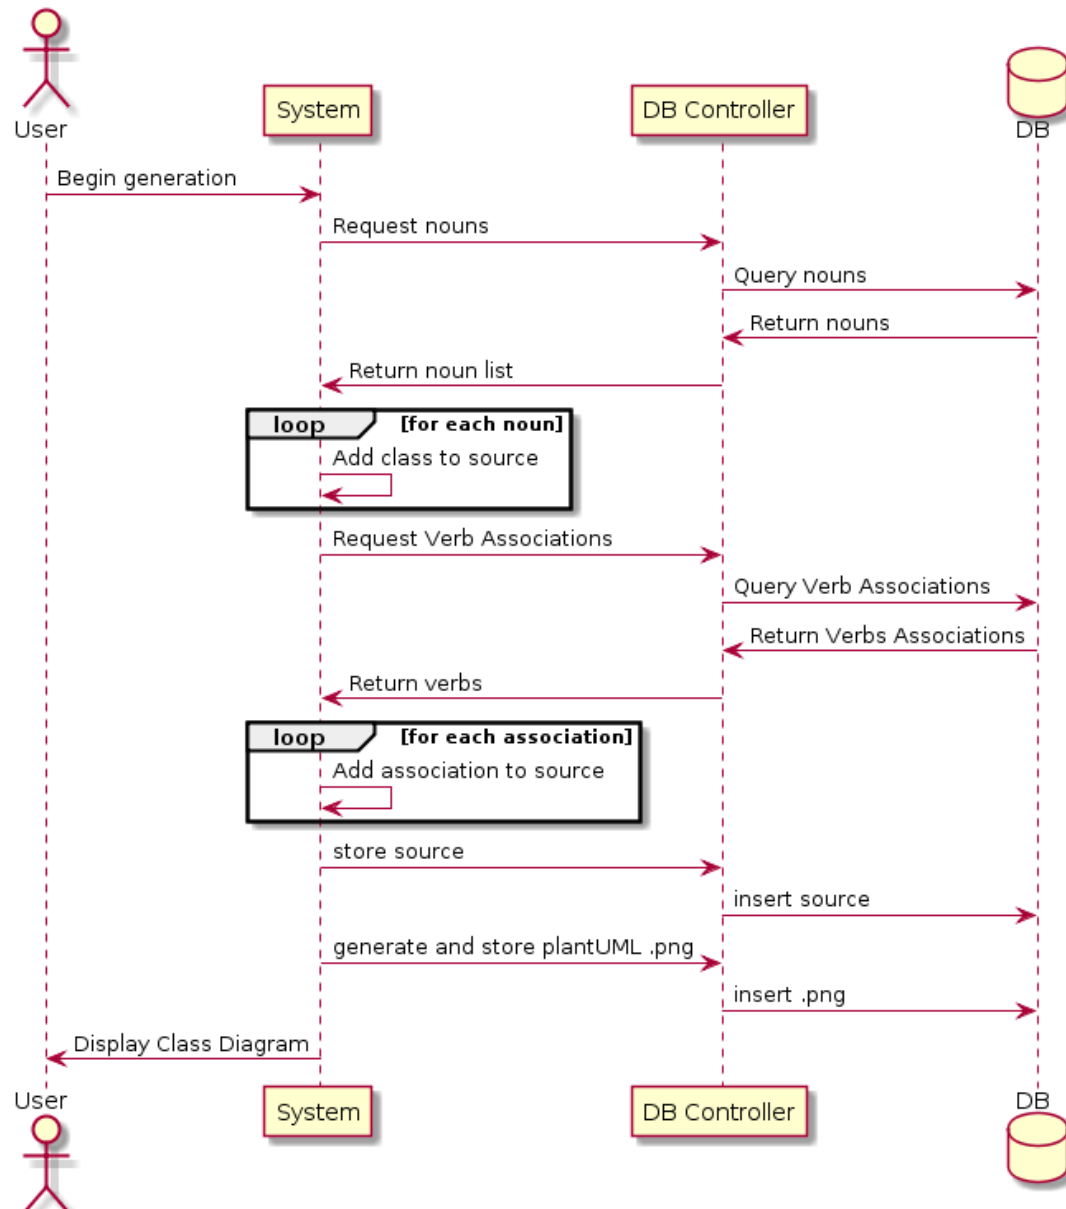 User
System
DB Controller
DB
Begin generation
Request nouns
Query nouns
Return nouns
Return noun list
loop [for each noun]
Add class to source
Request Verb Associations
Query Verb Associations
Return Verbs Associations
Return verbs
loop [for each association]
Add association to source
store source
insert source
generate and store plantUML .png
insert .png
Display Class Diagram
User
System
DB Controller
DB